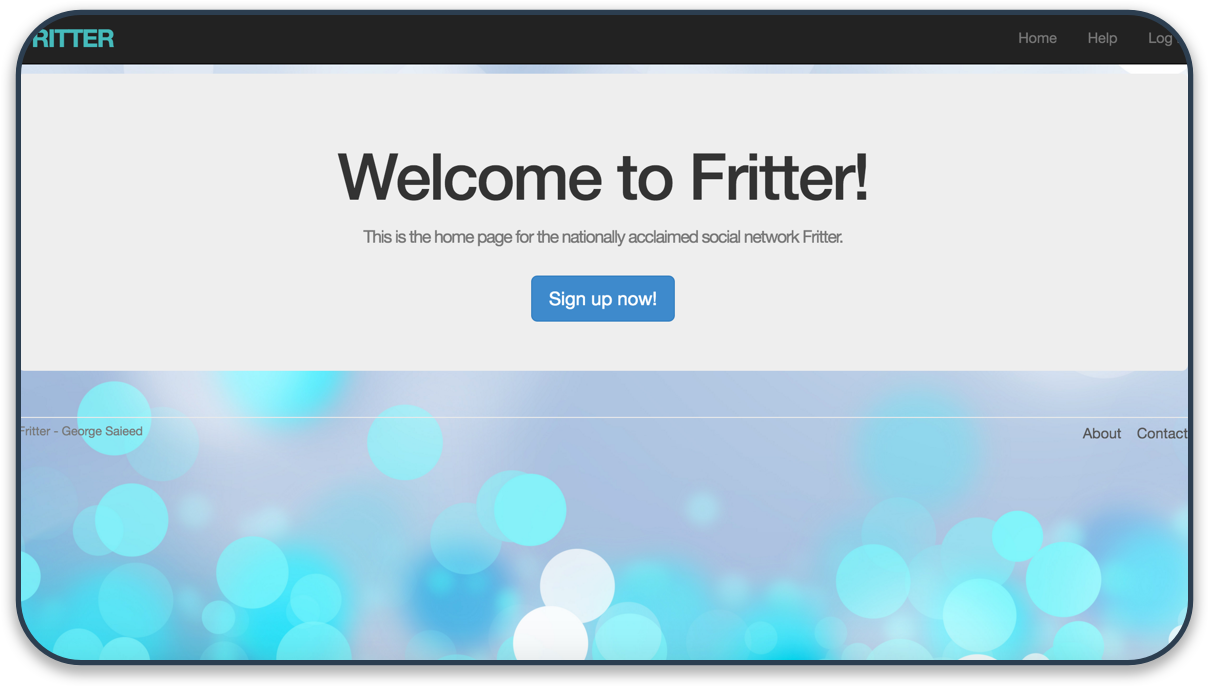 RITTER
Home Help Log
Welcome to Fritter!
This is the home page for the nationally acclaimed social network Fritter.
Sign up now!
Fritter - George Saieed
About Contact